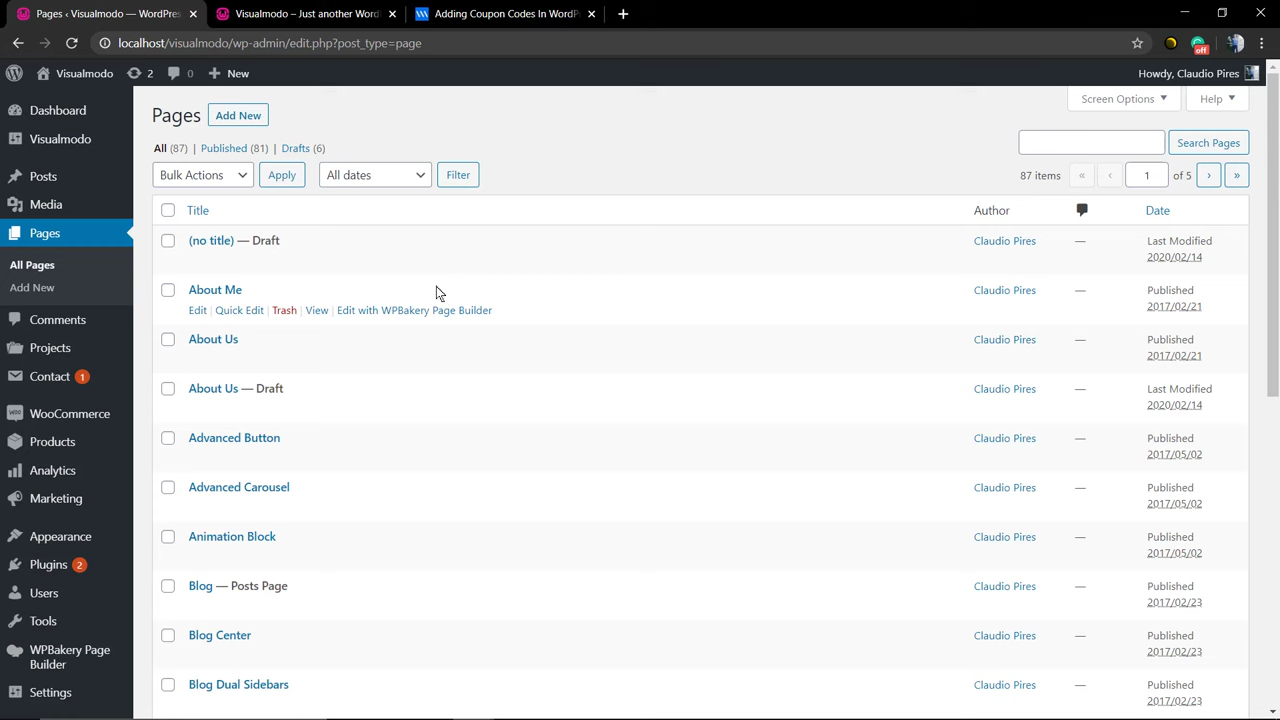 Pages ‹ Visualmodo — WordPres
Visualmodo – Just another Word
Adding Coupon Codes In WordP
localhost/visualmodo/wp-admin/edit.php?post_type=page
off
Visualmodo
2
0
New
Howdy, Claudio Pires
Dashboard
Visualmodo
Posts
Media
Pages
All Pages
Add New
Comments
Projects
Contact 1
WooCommerce
Products
Analytics
Marketing
Appearance
Plugins 2
Users
Tools
WPBakery Page
Builder
Settings
Screen Options
Help
Pages
Add New
All (87) | Published (81) | Drafts (6)
Search Pages
Bulk Actions
Apply
All dates
Filter
87 items « ‹ 1 of 5 › »
Title Author Date
(no title) — Draft Claudio Pires — Last Modified
2020/02/14
About Me Claudio Pires — Published
Edit | Quick Edit | Trash | View | Edit with WPBakery Page Builder 2017/02/21
About Us Claudio Pires — Published
2017/02/21
About Us — Draft Claudio Pires — Last Modified
2020/02/14
Advanced Button Claudio Pires — Published
2017/05/02
Advanced Carousel Claudio Pires — Published
2017/05/02
Animation Block Claudio Pires — Published
2017/05/02
Blog — Posts Page Claudio Pires — Published
2017/02/23
Blog Center Claudio Pires — Published
2017/02/23
Blog Dual Sidebars Claudio Pires — Published
2017/02/23